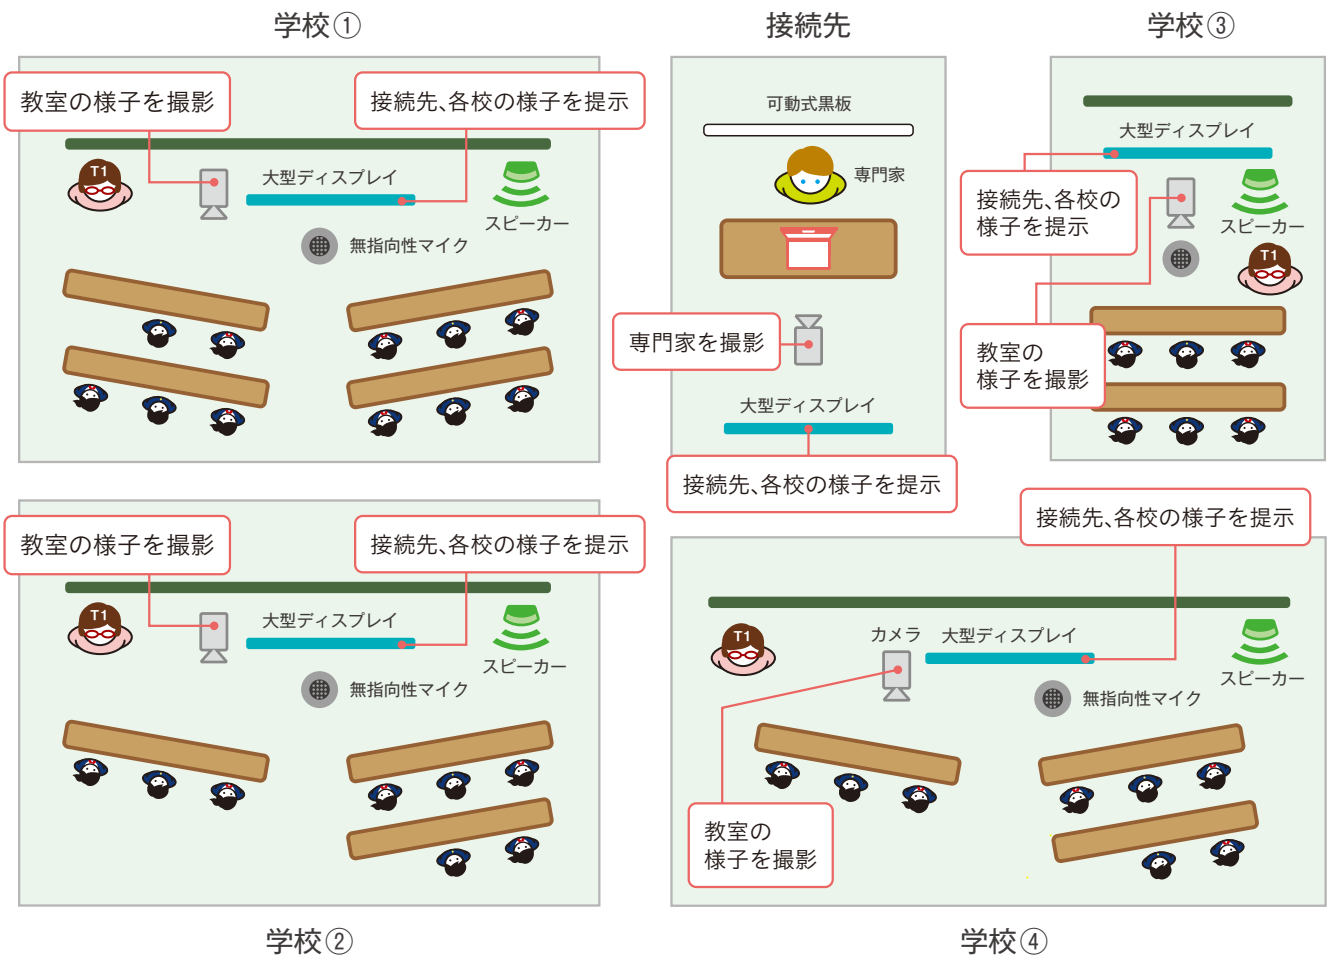 学校①
教室の様子を撮影
接続先、各校の様子を提示
T1
大型ディスプレイ
スピーカー
無指向性マイク
接続先
可動式黒板
専門家
専門家を撮影
大型ディスプレイ
接続先、各校の様子を提示
学校③
大型ディスプレイ
接続先、各校の
様子を提示
スピーカー
T1
教室の
様子を撮影
教室の様子を撮影
接続先、各校の様子を提示
T1
大型ディスプレイ
スピーカー
無指向性マイク
学校②
接続先、各校の様子を提示
T1
カメラ
大型ディスプレイ
スピーカー
無指向性マイク
教室の
様子を撮影
学校④